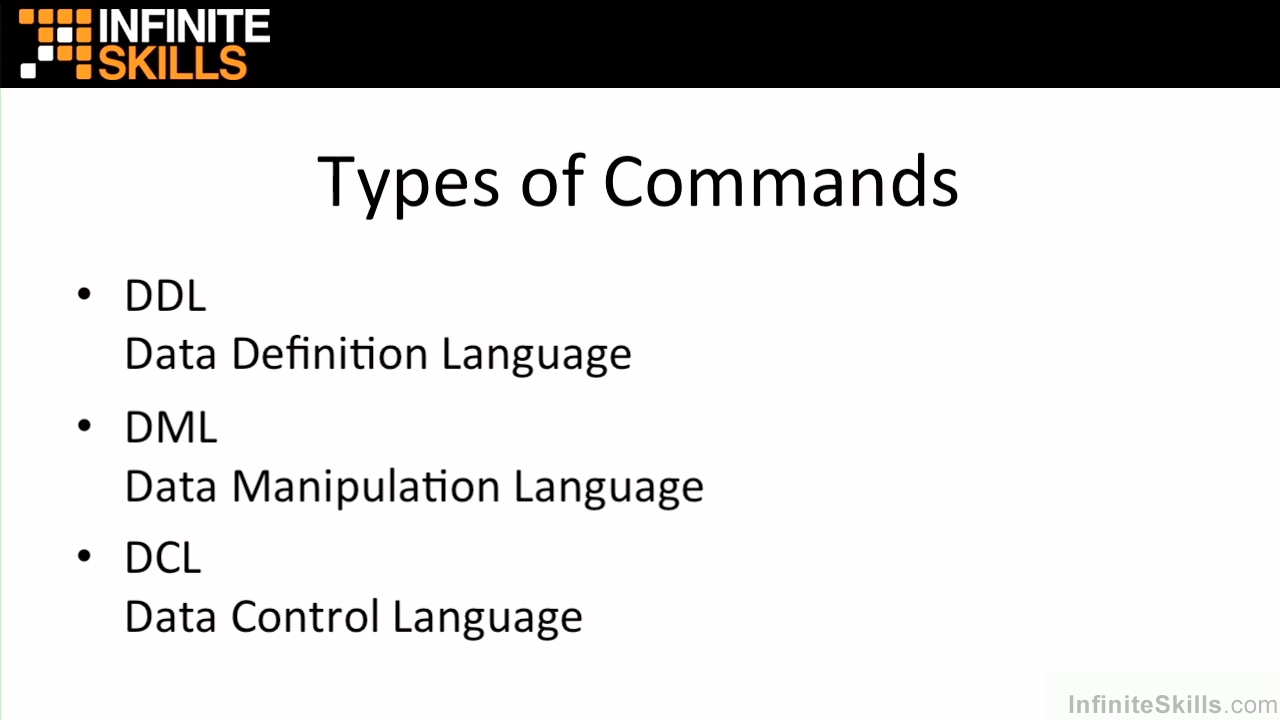 INFINITE
SKILLS
Types of Commands
• DDL
Data Definition Language
• DML
Data Manipulation Language
• DCL
Data Control Language
InfiniteSkills.com